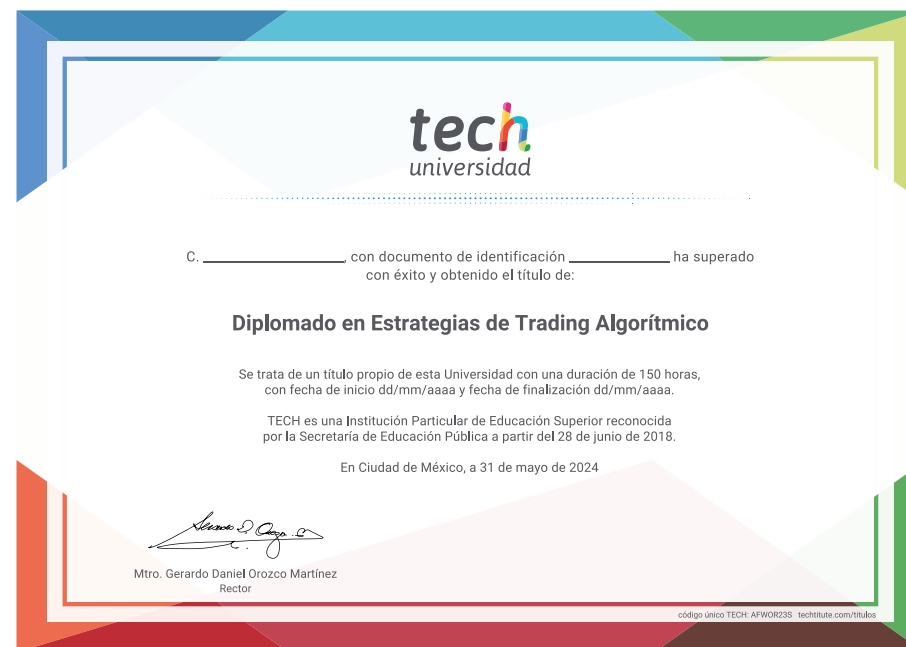 tech
universidad
C. ____________, con documento de identificación _________ ha superado
con éxito y obtenido el título de:
Diplomado en Estrategias de Trading Algorítmico
Se trata de un título propio de esta Universidad con una duración de 150 horas,
con fecha de inicio dd/mm/aaaa y fecha de finalización dd/mm/aaaa.
TECH es una Institución Particular de Educación Superior reconocida
por la Secretaría de Educación Pública a partir del 28 de junio de 2018.
En Ciudad de México, a 31 de mayo de 2024
Mtro. Gerardo Daniel Orozco Martínez
Rector
código único TECH: AFWOR23S techtitute.com/titulos